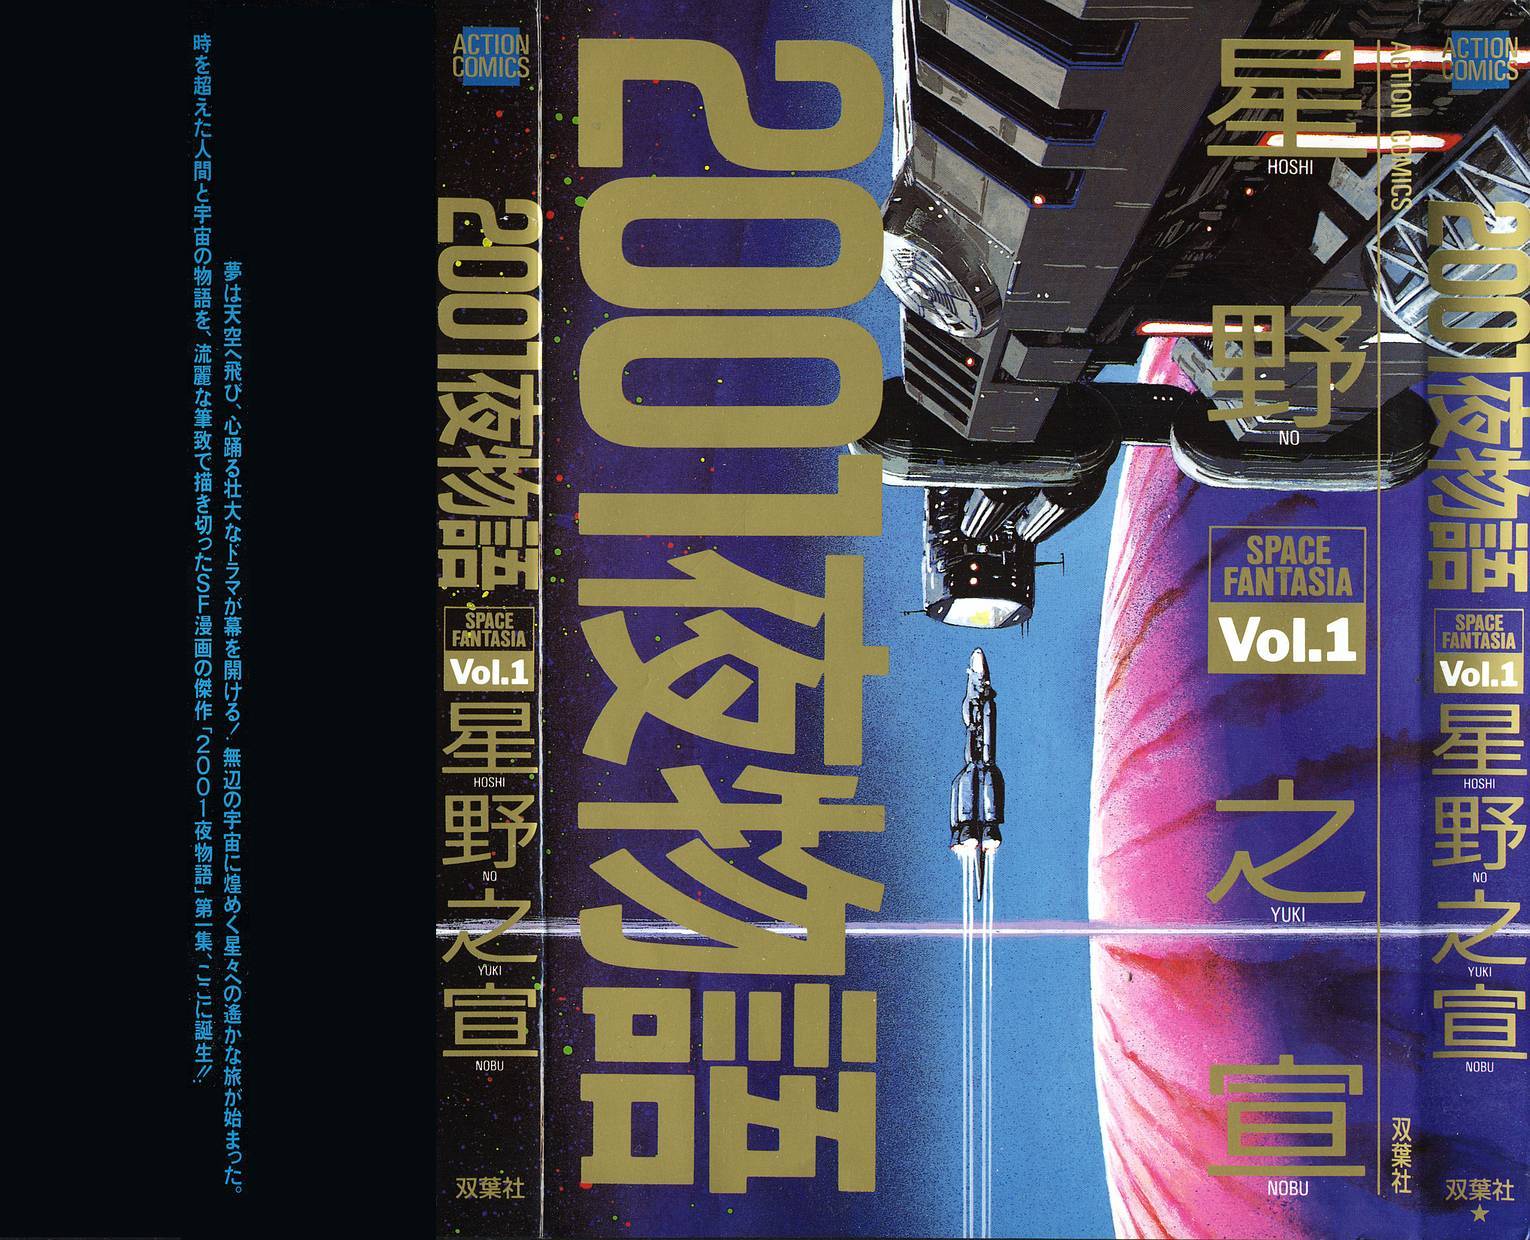 夢は天空へ飛び、心踊る壮大なドラマが幕を開ける!無辺の宇宙に煌めく星々への遙かな旅が始まった。
時を超えた人間と宇宙の物語を、流麗な筆致で描き切ったSF漫画の傑作「2001夜物語」第一集、ここに誕生!!
ACTION
COMICS
2001夜物語
SPACE
FANTASIA
Vol.1
星
HOSHI
野
NO
之
YUKI
宣
NOBU
双葉社
2001夜物語
星
HOSHI
野
NO
SPACE
FANTASIA
Vol.1
之
YUKI
宣
NOBU
ACTION COMICS
双葉社
ACTION
COMICS
2001夜物語
SPACE
FANTASIA
Vol.1
星
HOSHI
野
NO
之
YUKI
宣
NOBU
双葉社
★